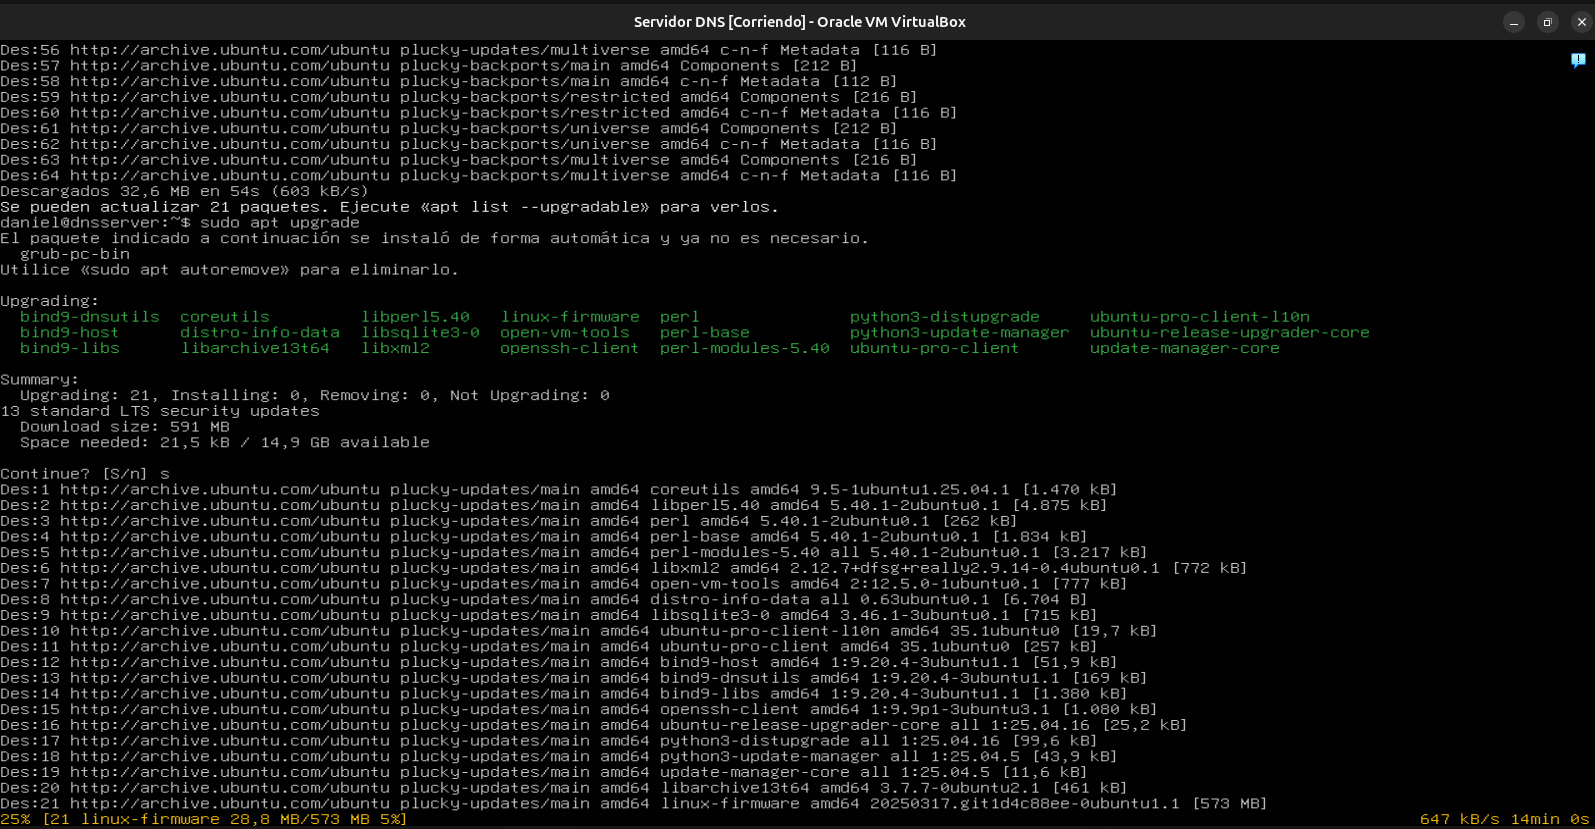 Servidor DNS [Corriendo] - Oracle VM VirtualBox
Des:56 http://archive.ubuntu.com/ubuntu plucky-updates/multiverse amd64 c-n-f Metadata [116 B]
Des:57 http://archive.ubuntu.com/ubuntu plucky-backports/main amd64 Components [212 B]
Des:58 http://archive.ubuntu.com/ubuntu plucky-backports/main amd64 c-n-f Metadata [112 B]
Des:59 http://archive.ubuntu.com/ubuntu plucky-backports/restricted amd64 Components [216 B]
Des:60 http://archive.ubuntu.com/ubuntu plucky-backports/restricted amd64 c-n-f Metadata [116 B]
Des:61 http://archive.ubuntu.com/ubuntu plucky-backports/universe amd64 Components [212 B]
Des:62 http://archive.ubuntu.com/ubuntu plucky-backports/universe amd64 c-n-f Metadata [116 B]
Des:63 http://archive.ubuntu.com/ubuntu plucky-backports/multiverse amd64 Components [216 B]
Des:64 http://archive.ubuntu.com/ubuntu plucky-backports/multiverse amd64 c-n-f Metadata [116 B]
Descargados 32,6 MB en 54s (603 kB/s)
Se pueden actualizar 21 paquetes. Ejecute «apt list --upgradable» para verlos.
daniel@dnsserver:~$ sudo apt upgrade
El paquete indicado a continuación se instaló de forma automática y ya no es necesario.
  grub-pc-bin
Utilice «sudo apt autoremove» para eliminarlo.

Upgrading:
  bind9-dnsutils  coreutils         libperl5.40   linux-firmware  perl              python3-distupgrade     ubuntu-pro-client-l10n
  bind9-host      distro-info-data  libsqlite3-0  open-vm-tools   perl-base         python3-update-manager  ubuntu-release-upgrader-core
  bind9-libs      libarchive13t64   libxml2       openssh-client  perl-modules-5.40  ubuntu-pro-client       update-manager-core

Summary:
  Upgrading: 21, Installing: 0, Removing: 0, Not Upgrading: 0
13 standard LTS security updates
  Download size: 591 MB
  Space needed: 21,5 kB / 14,9 GB available

Continue? [S/n] s
Des:1 http://archive.ubuntu.com/ubuntu plucky-updates/main amd64 coreutils amd64 9.5-1ubuntu1.25.04.1 [1.470 kB]
Des:2 http://archive.ubuntu.com/ubuntu plucky-updates/main amd64 libperl5.40 amd64 5.40.1-2ubuntu0.1 [4.875 kB]
Des:3 http://archive.ubuntu.com/ubuntu plucky-updates/main amd64 perl amd64 5.40.1-2ubuntu0.1 [262 kB]
Des:4 http://archive.ubuntu.com/ubuntu plucky-updates/main amd64 perl-base amd64 5.40.1-2ubuntu0.1 [1.834 kB]
Des:5 http://archive.ubuntu.com/ubuntu plucky-updates/main amd64 perl-modules-5.40 all 5.40.1-2ubuntu0.1 [3.217 kB]
Des:6 http://archive.ubuntu.com/ubuntu plucky-updates/main amd64 libxml2 amd64 2.12.7+dfsg+really2.9.14-0.4ubuntu0.1 [772 kB]
Des:7 http://archive.ubuntu.com/ubuntu plucky-updates/main amd64 open-vm-tools amd64 2:12.5.0-1ubuntu0.1 [777 kB]
Des:8 http://archive.ubuntu.com/ubuntu plucky-updates/main amd64 distro-info-data all 0.63ubuntu0.1 [6.704 B]
Des:9 http://archive.ubuntu.com/ubuntu plucky-updates/main amd64 libsqlite3-0 amd64 3.46.1-3ubuntu0.1 [715 kB]
Des:10 http://archive.ubuntu.com/ubuntu plucky-updates/main amd64 ubuntu-pro-client-l10n amd64 35.1ubuntu0 [19,7 kB]
Des:11 http://archive.ubuntu.com/ubuntu plucky-updates/main amd64 ubuntu-pro-client amd64 35.1ubuntu0 [257 kB]
Des:12 http://archive.ubuntu.com/ubuntu plucky-updates/main amd64 bind9-host amd64 1:9.20.4-3ubuntu1.1 [51,9 kB]
Des:13 http://archive.ubuntu.com/ubuntu plucky-updates/main amd64 bind9-dnsutils amd64 1:9.20.4-3ubuntu1.1 [169 kB]
Des:14 http://archive.ubuntu.com/ubuntu plucky-updates/main amd64 bind9-libs amd64 1:9.20.4-3ubuntu1.1 [1.380 kB]
Des:15 http://archive.ubuntu.com/ubuntu plucky-updates/main amd64 openssh-client amd64 1:9.9p1-3ubuntu3.1 [1.080 kB]
Des:16 http://archive.ubuntu.com/ubuntu plucky-updates/main amd64 ubuntu-release-upgrader-core all 1:25.04.16 [25,2 kB]
Des:17 http://archive.ubuntu.com/ubuntu plucky-updates/main amd64 python3-distupgrade all 1:25.04.16 [99,6 kB]
Des:18 http://archive.ubuntu.com/ubuntu plucky-updates/main amd64 python3-update-manager all 1:25.04.5 [43,9 kB]
Des:19 http://archive.ubuntu.com/ubuntu plucky-updates/main amd64 update-manager-core all 1:25.04.5 [11,6 kB]
Des:20 http://archive.ubuntu.com/ubuntu plucky-updates/main amd64 libarchive13t64 amd64 3.7.7-0ubuntu2.1 [461 kB]
Des:21 http://archive.ubuntu.com/ubuntu plucky-updates/main amd64 linux-firmware amd64 20250317.git1d4c88ee-0ubuntu1.1 [573 MB]
25% [21 linux-firmware 28,8 MB/573 MB 5%]                    647 kB/s 14min 0s